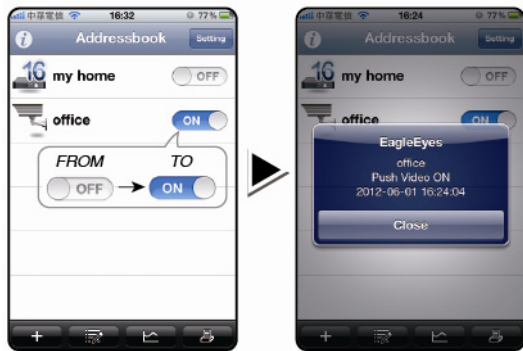 中華電信 16:32 77%
Addressbook Setting
16 my home OFF
office ON
FROM TO
OFF ON
中華電信 16:24 77%
Addressbook Setting
16 my home OFF
office ON
EagleEyes
office
Push Video ON
2012-06-01 16:24:04
Close